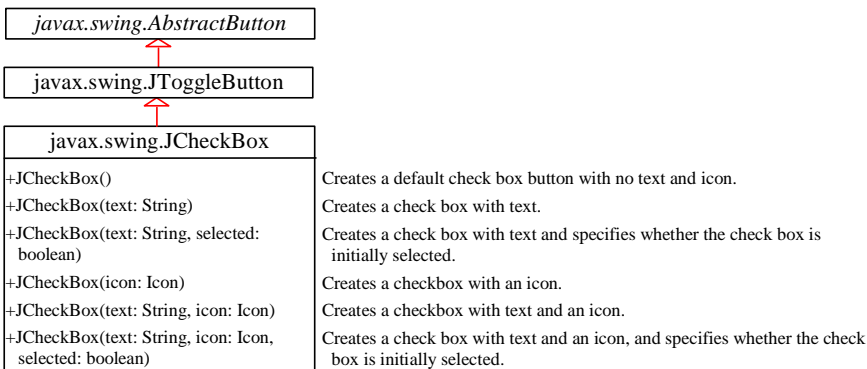 javax.swing.AbstractButton
javax.swing.JToggleButton
javax.swing.JCheckBox
+JCheckBox()
Creates a default check box button with no text and icon.
+JCheckBox(text: String)
Creates a check box with text.
+JCheckBox(text: String, selected:
boolean)
Creates a check box with text and specifies whether the check box is
initially selected.
+JCheckBox(icon: Icon)
Creates a checkbox with an icon.
+JCheckBox(text: String, icon: Icon)
Creates a checkbox with text and an icon.
+JCheckBox(text: String, icon: Icon,
selected: boolean)
Creates a check box with text and an icon, and specifies whether the check
box is initially selected.